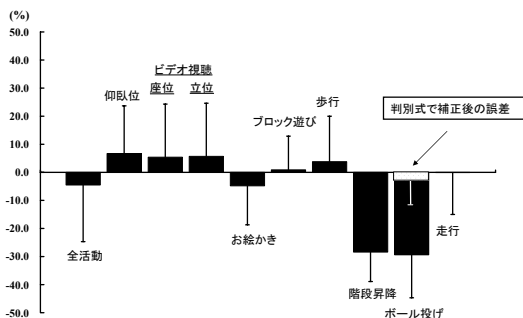 (%)
50.0
40.0
30.0
20.0
10.0
0.0
-10.0
-20.0
-30.0
-40.0
-50.0
全活動
仰臥位
ビデオ視聴
座位 立位
お絵かき
ブロック遊び
歩行
階段昇降
ボール投げ
走行
判別式で補正後の誤差